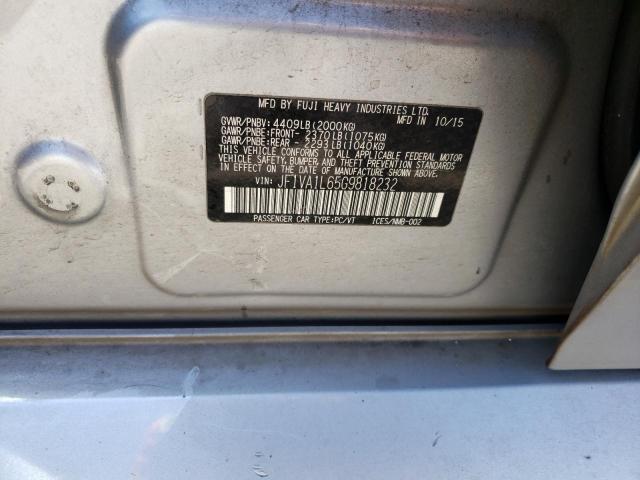 MFD BY FUJI HEAVY INDUSTRIES LTD.
MFD IN 10/15
GVWR/PNBV: 4409LB(2000KG)
GAWR/PNBE:FRONT- 2370LB(1075KG)
GAWR/PNBE:REAR - 2293LB(1040KG)
THIS VEHICLE CONFORMS TO ALL APPLICABLE FEDERAL MOTOR
VEHICLE SAFETY, BUMPER, AND THEFT PREVENTION STANDARDS
IN EFFECT ON THE DATE OF MANUFACTURE SHOWN ABOVE.
VIN: JF1VA1L65G9818232
PASSENGER CAR TYPE:PC/VT ICES/NMB-002